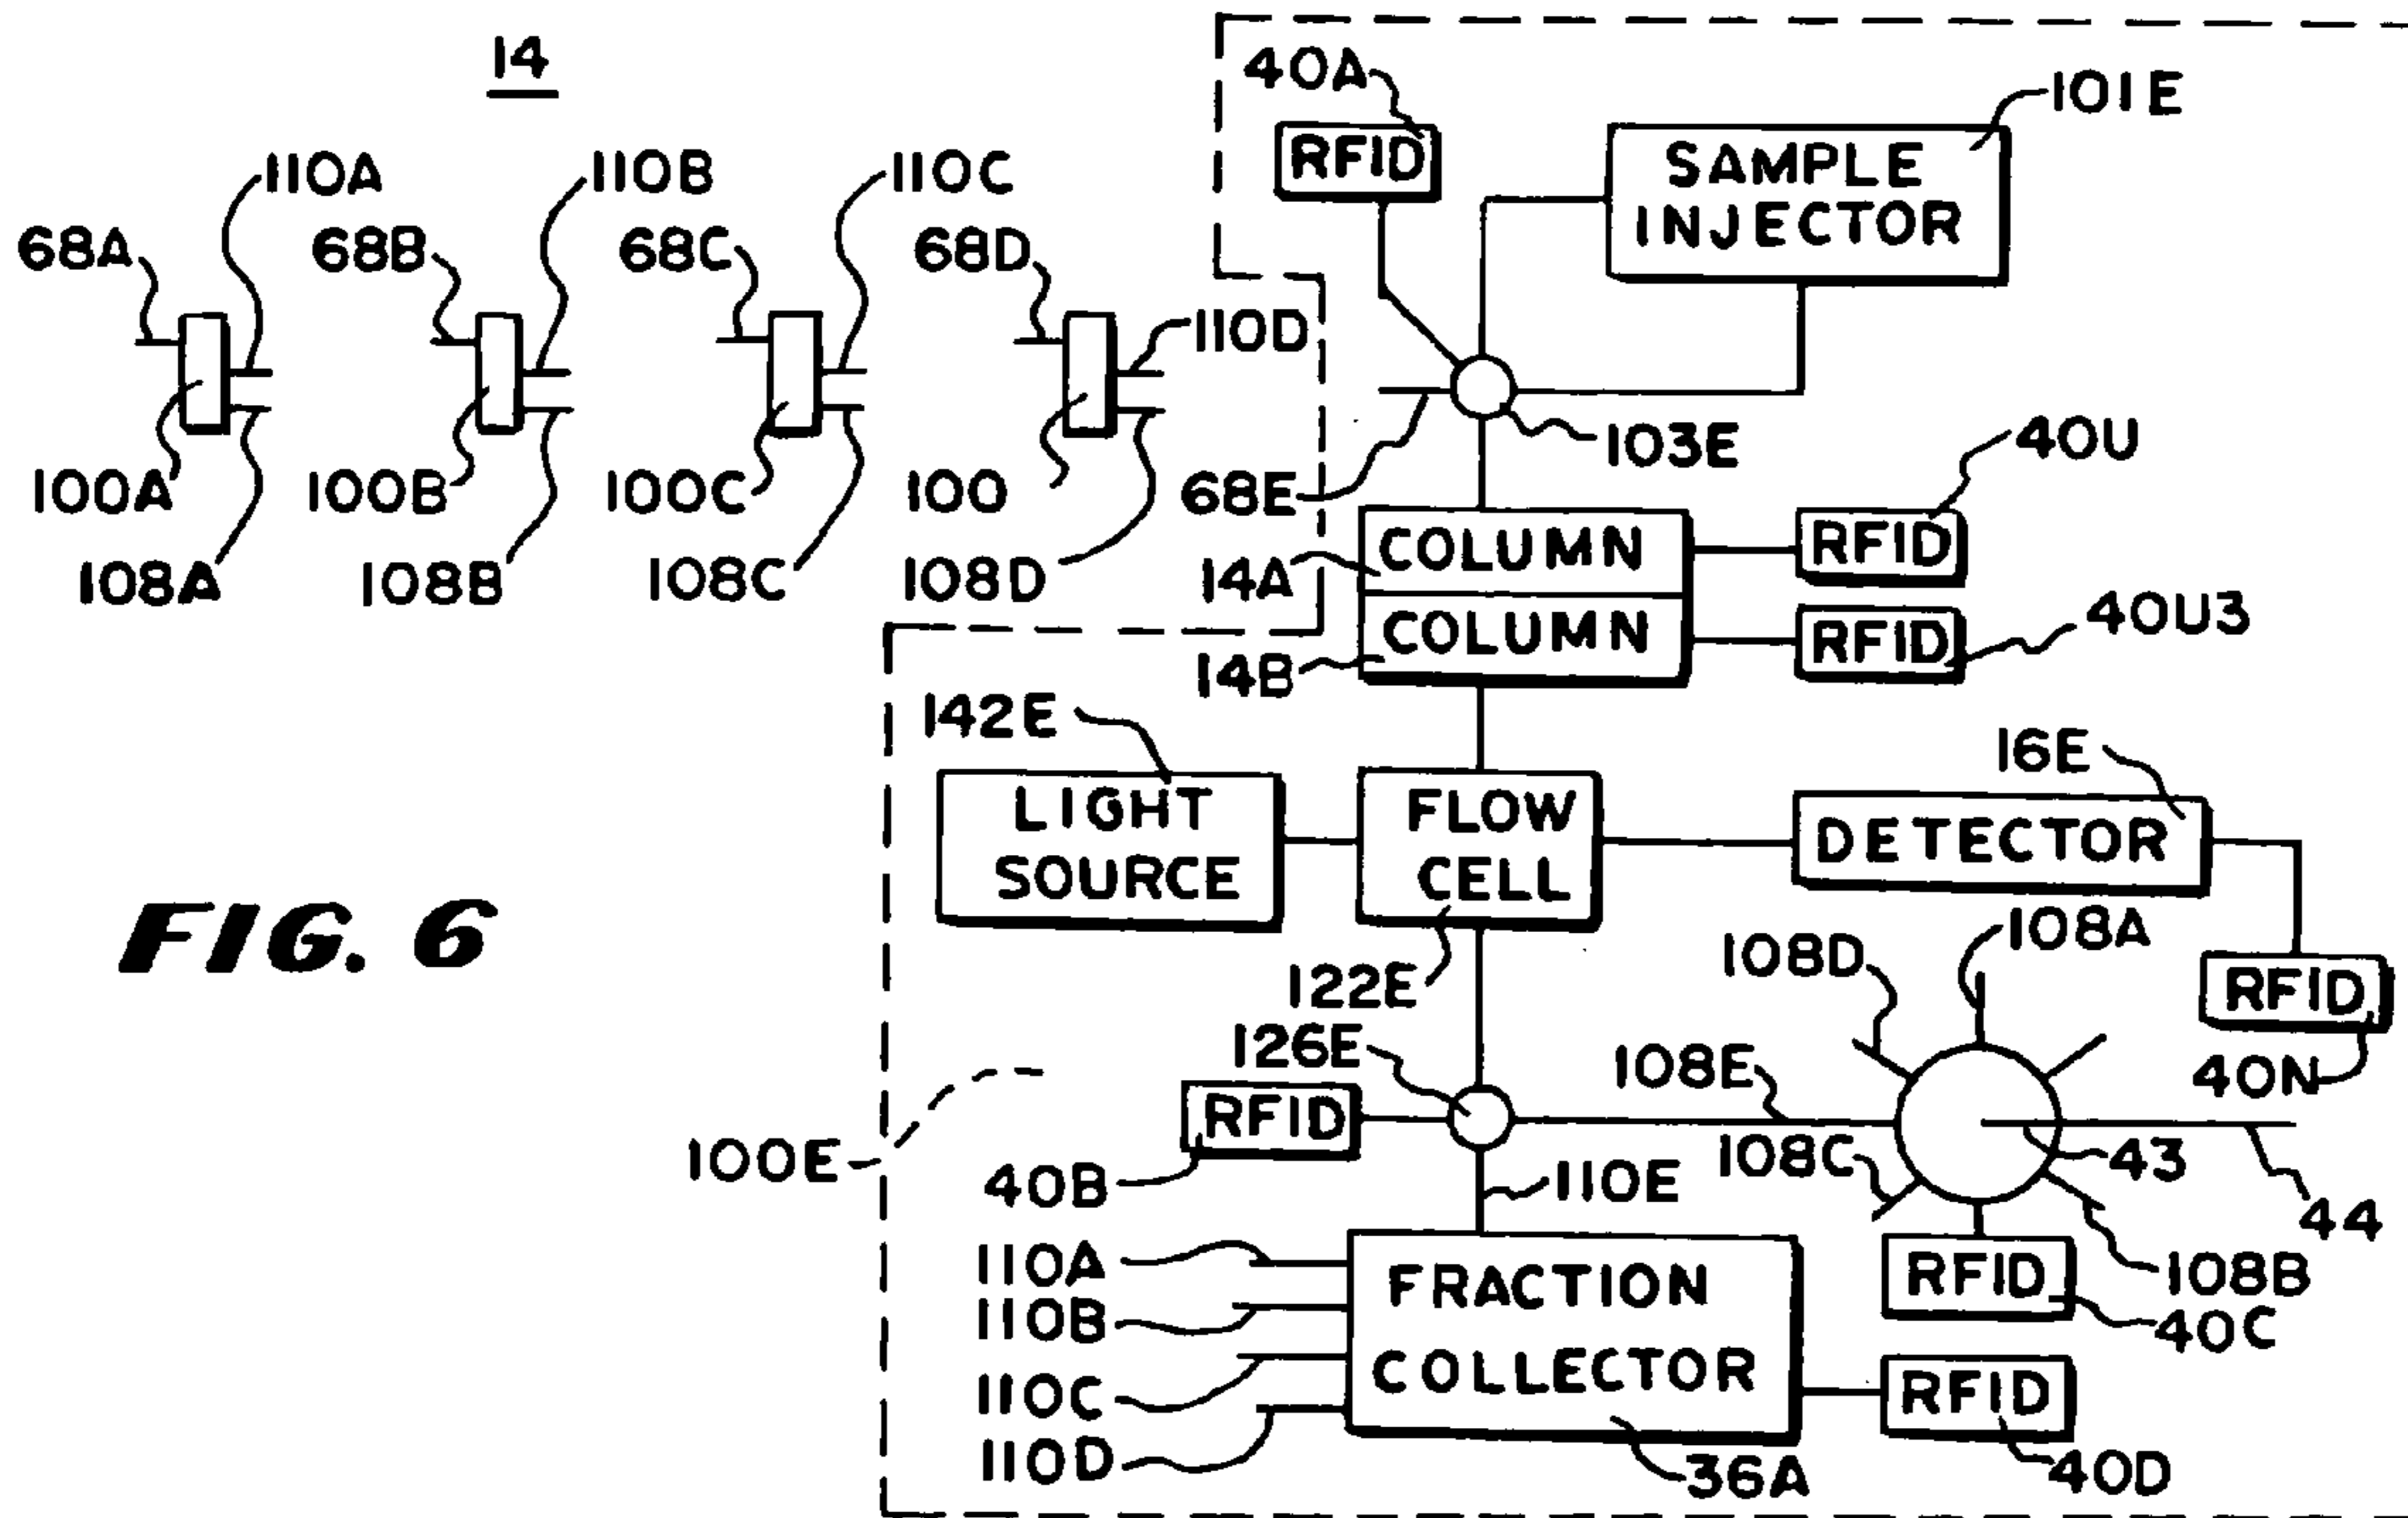 14
110A
110B
110C
68A
68B
68C
68D
110D
100A
100B
100C
100
108A
108B
108C
108D
40A
RFID
101E
SAMPLE
INJECTOR
103E
68E
40U
14A
COLUMN
RFID
14B
COLUMN
RFID
40U3
142E
LIGHT
SOURCE
FLOW
CELL
16E
DETECTOR
FIG. 6
122E
108D
108A
RFID
40N
126E
108E
RFID
40B
100E
108C
43
44
110E
110A
110B
110C
110D
FRACTION
COLLECTOR
36A
RFID
108B
40C
RFID
40D